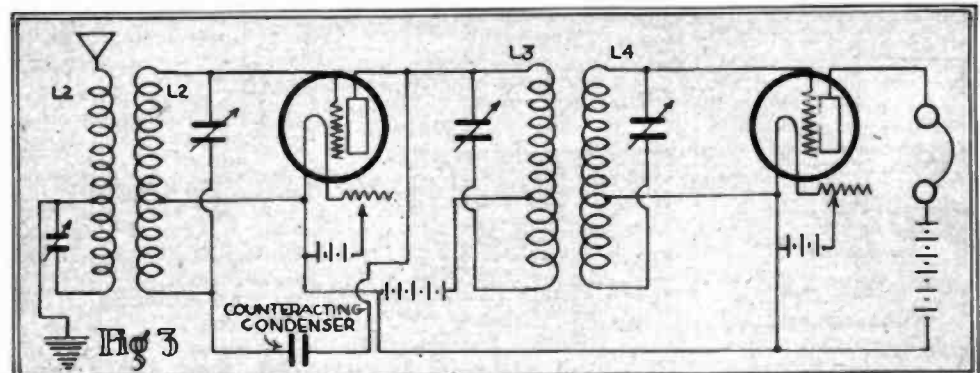 L2
L2
L3
L4
COUNTERACTING
CONDENSER
Fig 3